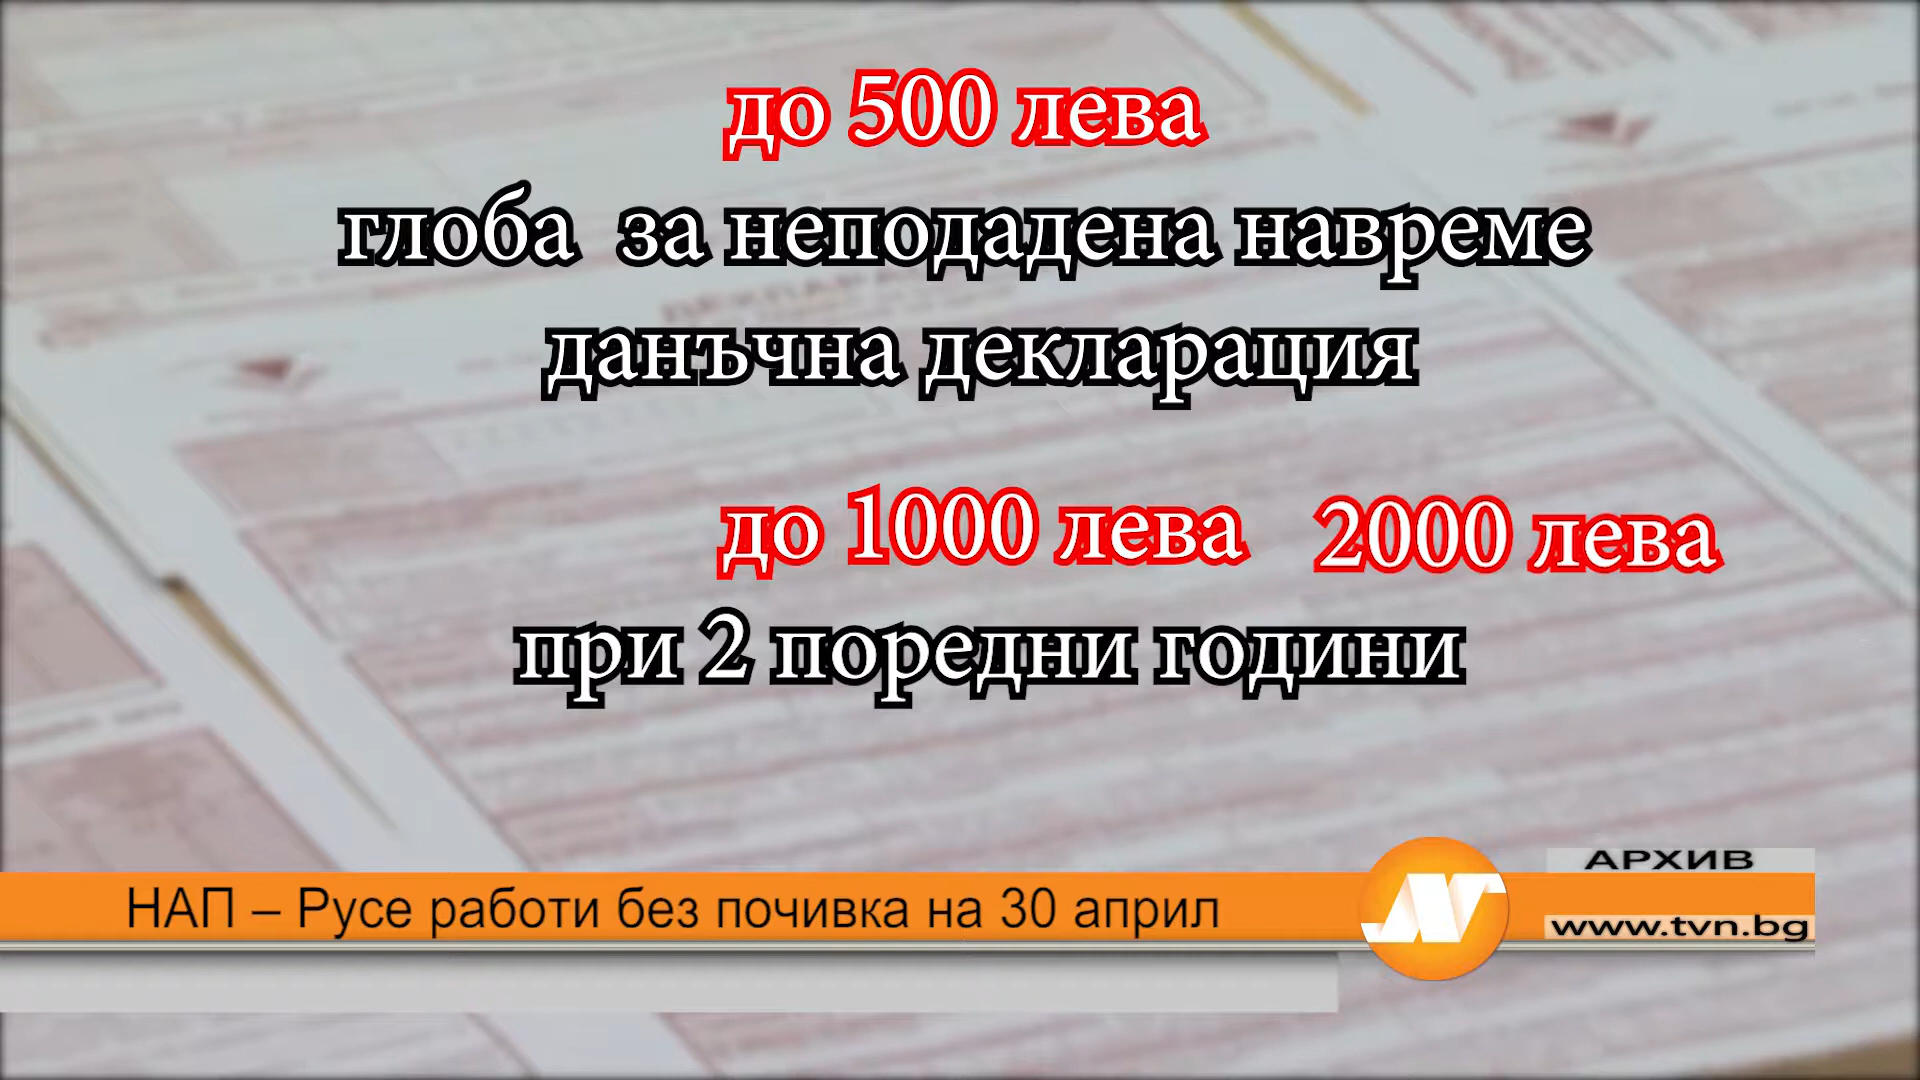 до 500 лева
глоба за неподадена навреме
данъчна декларация
до 1000 лева 2000 лева
при 2 поредни години
НАП – Русе работи без почивка на 30 април
АРХИВ
www.tvn.bg